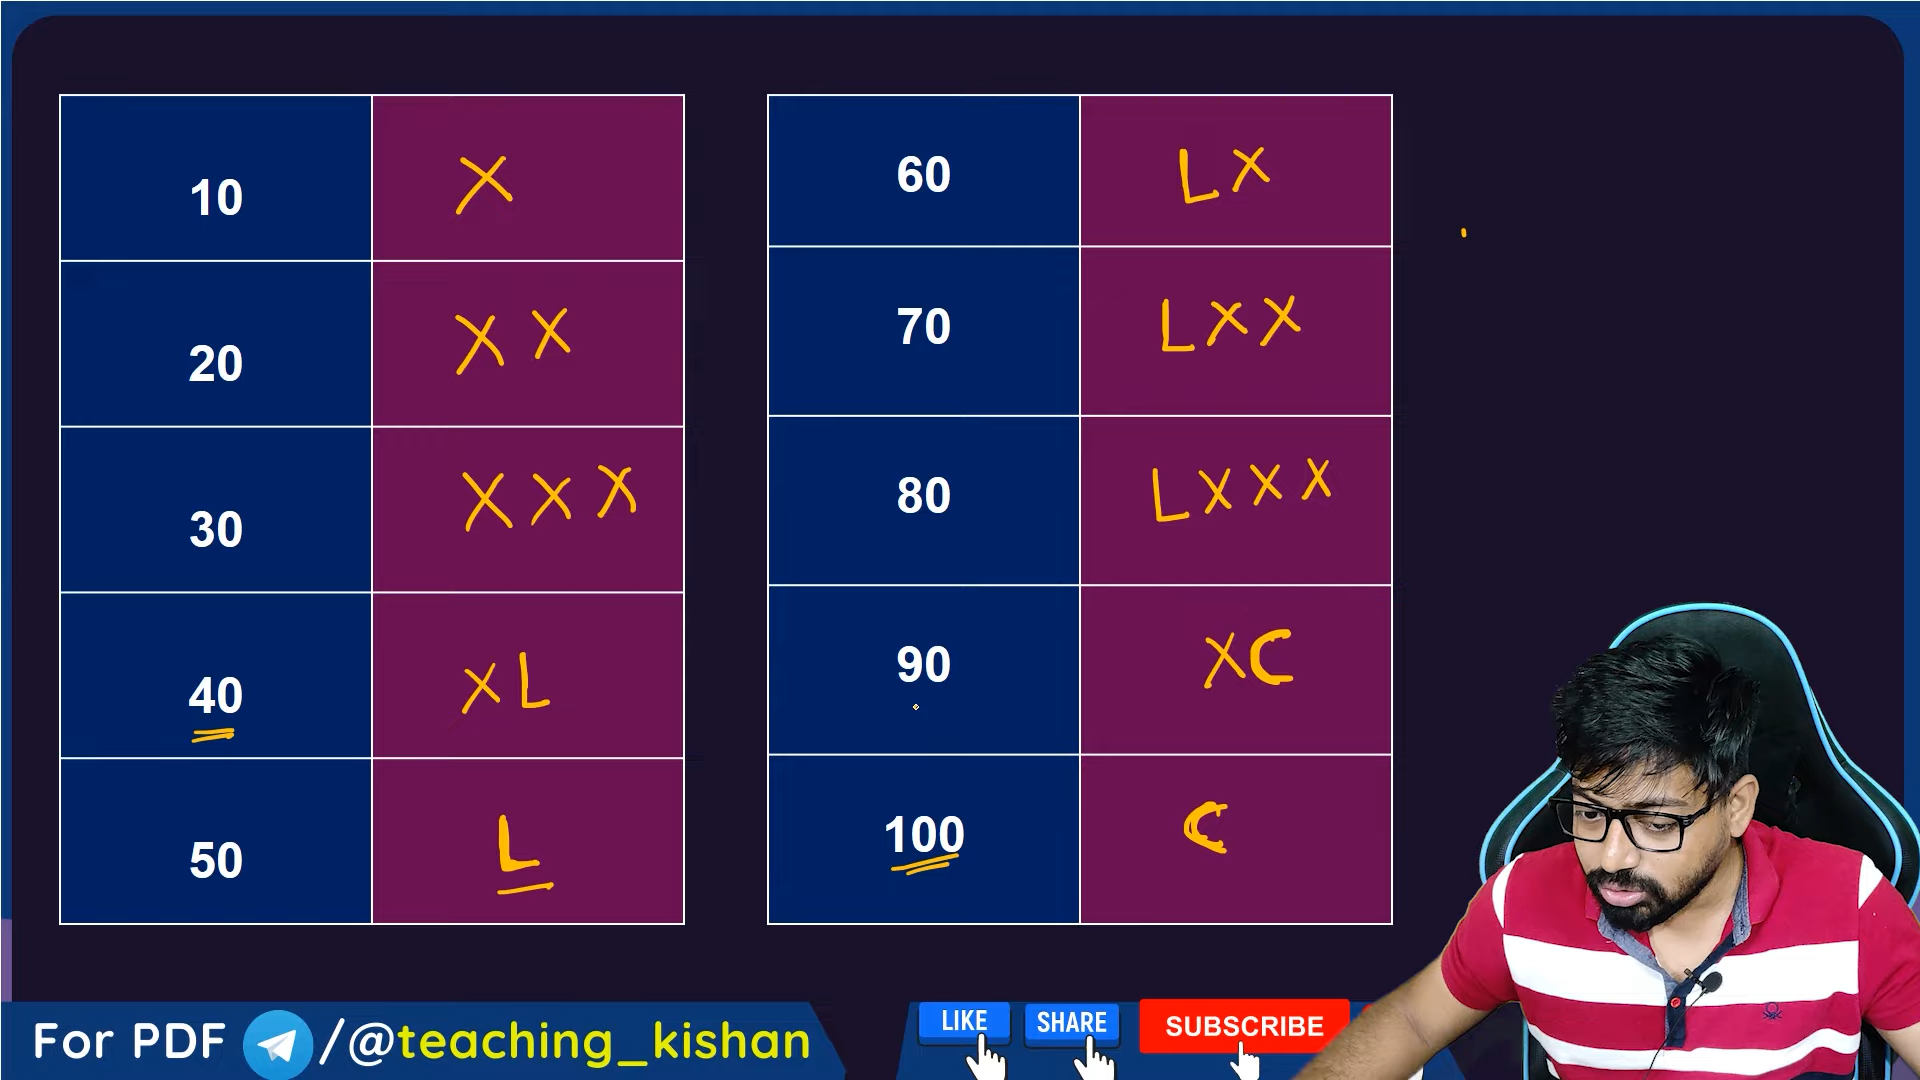 10 X
20 XX
30 XXX
40 XL
50 L
60 LX
70 LXX
80 LXXX
90 XC
100 C
For PDF /@teaching_kishan
LIKE SHARE SUBSCRIBE